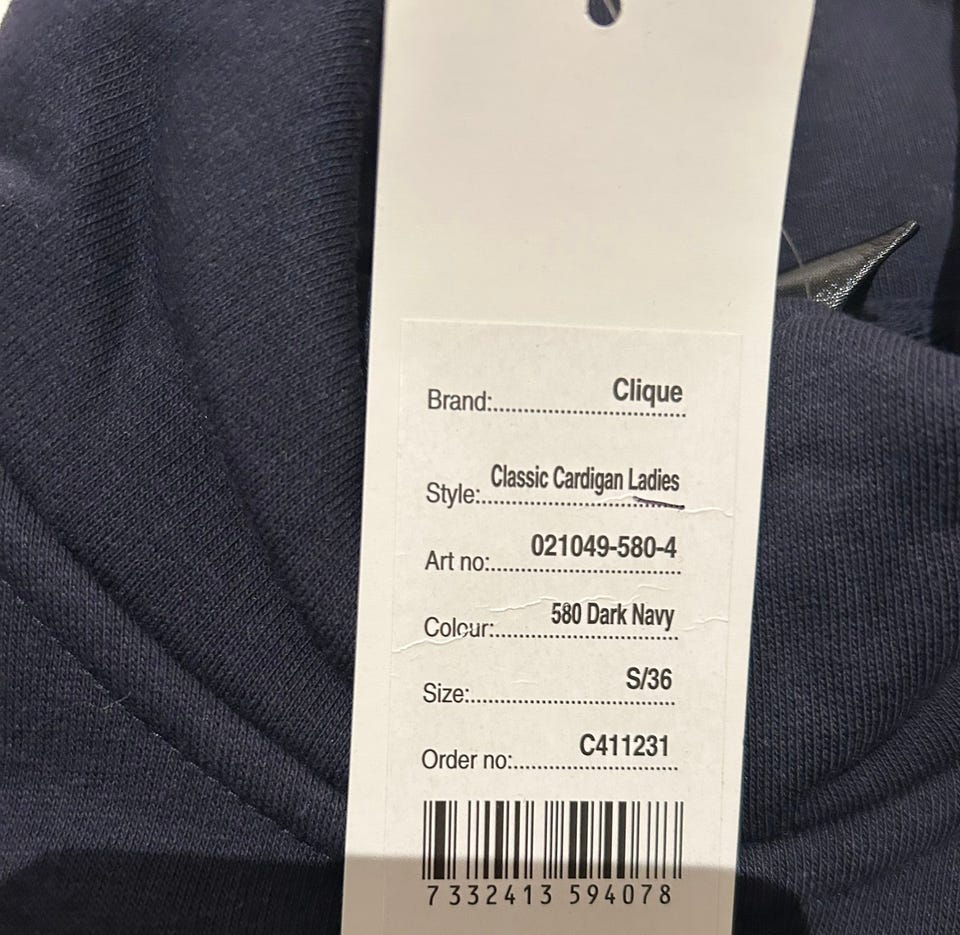 Brand:.............................. Clique
Style:.............................. Classic Cardigan Ladies
Art no:.............................. 021049-580-4
Colour:.............................. 580 Dark Navy
Size:.............................. S/36
Order no:.............................. C411231
7 332413 594078